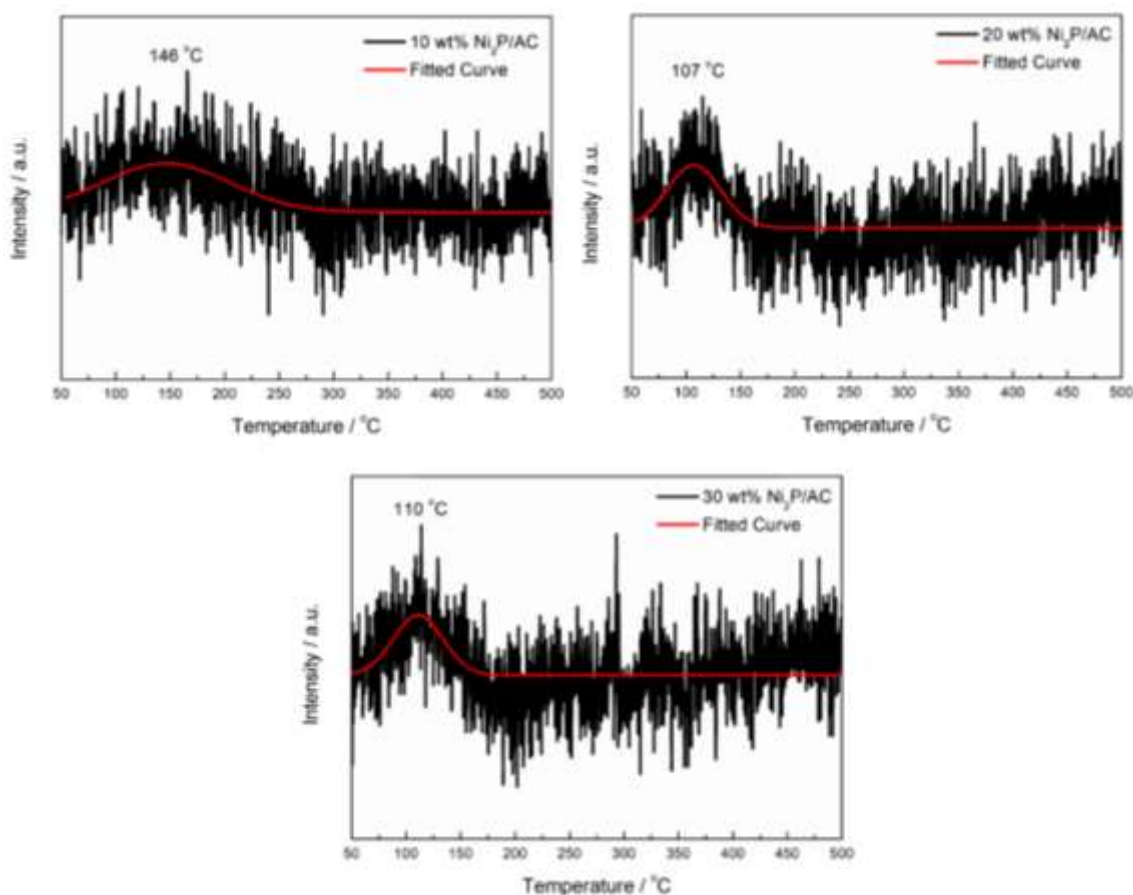 10 wt% Ni₂P/AC
Fitted Curve
146 °C
Intensity / a.u.
50 100 150 200 250 300 350 400 450 500
Temperature / °C
20 wt% Ni₂P/AC
Fitted Curve
107 °C
Intensity / a.u.
50 100 150 200 250 300 350 400 450 500
Temperature / °C
30 wt% Ni₂P/AC
Fitted Curve
110 °C
Intensity / a.u.
50 100 150 200 250 300 350 400 450 500
Temperature / °C